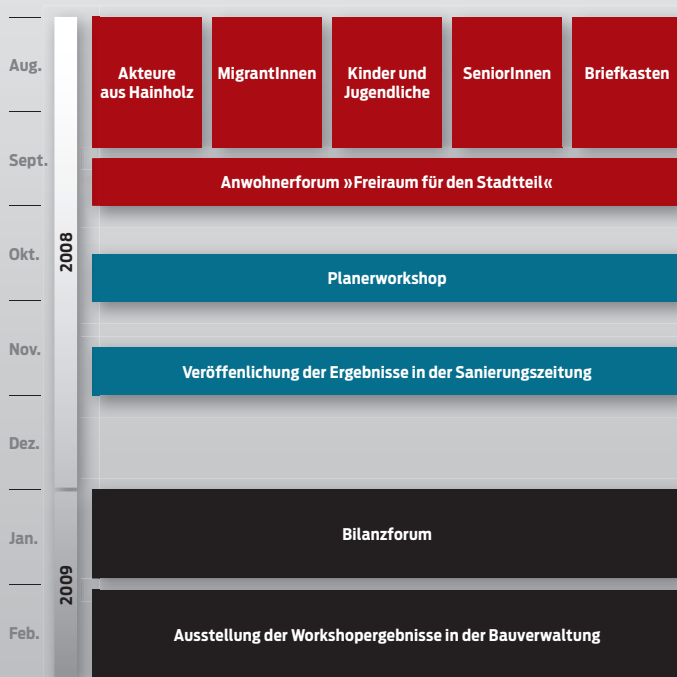 Aug.
Akteure
aus Hainholz
MigrantInnen
Kinder und
Jugendliche
SeniorInnen
Briefkasten
Sept.
Anwohnerforum »Freiraum für den Stadtteil«
2008
Okt.
Planerworkshop
Nov.
Veröffenlichung der Ergebnisse in der Sanierungszeitung
Dez.
Jan.
Bilanzforum
2009
Feb.
Ausstellung der Workshopergebnisse in der Bauverwaltung